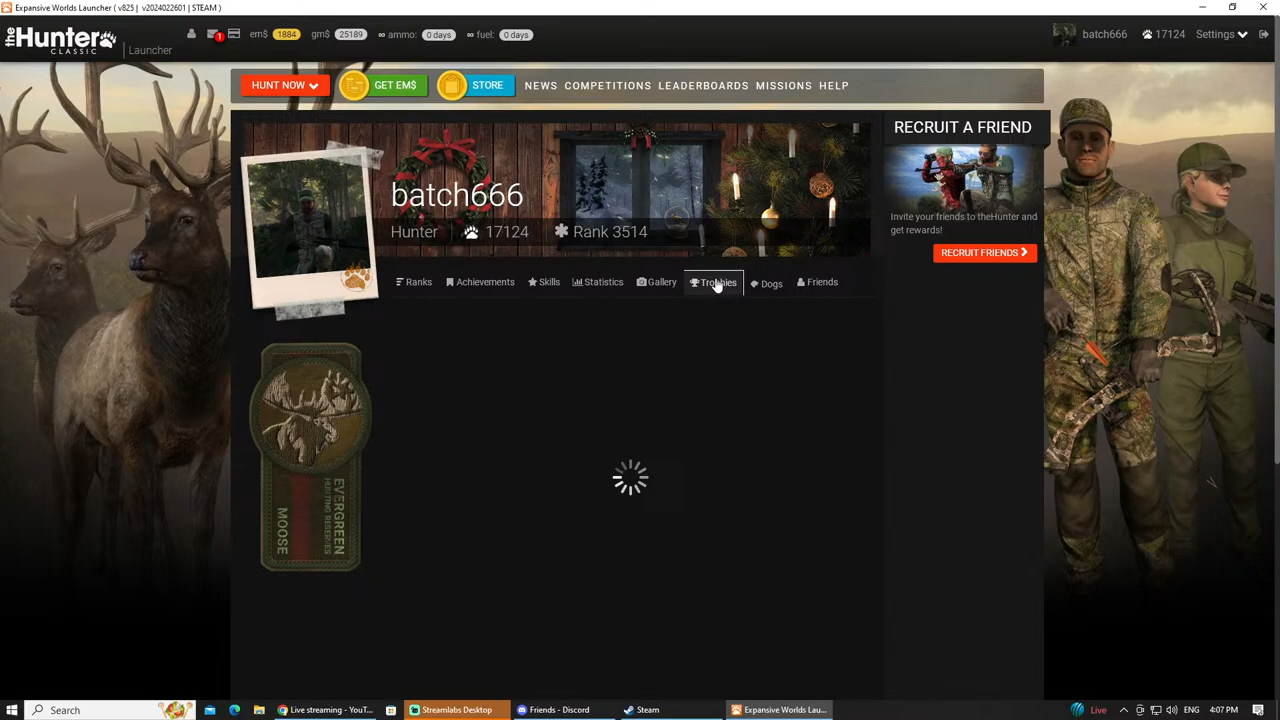 Expansive Worlds Launcher ( v825 | v2024022601 | STEAM )
theHunter CLASSIC Launcher
1 em$ 1884 gm$ 25189 ∞ ammo: 0 days ∞ fuel: 0 days
batch666 17124 Settings
HUNT NOW GET EM$ STORE NEWS COMPETITIONS LEADERBOARDS MISSIONS HELP
batch666
Hunter 17124 Rank 3514
Ranks Achievements Skills Statistics Gallery Trophies Dogs Friends
RECRUIT A FRIEND
Invite your friends to theHunter and
get rewards!
RECRUIT FRIENDS
EVERGREEN
HUNTING RESERVES
MOOSE
Search Live streaming - YouT... Streamlabs Desktop Friends - Discord Steam Expansive Worlds Lau... Live ENG 4:07 PM